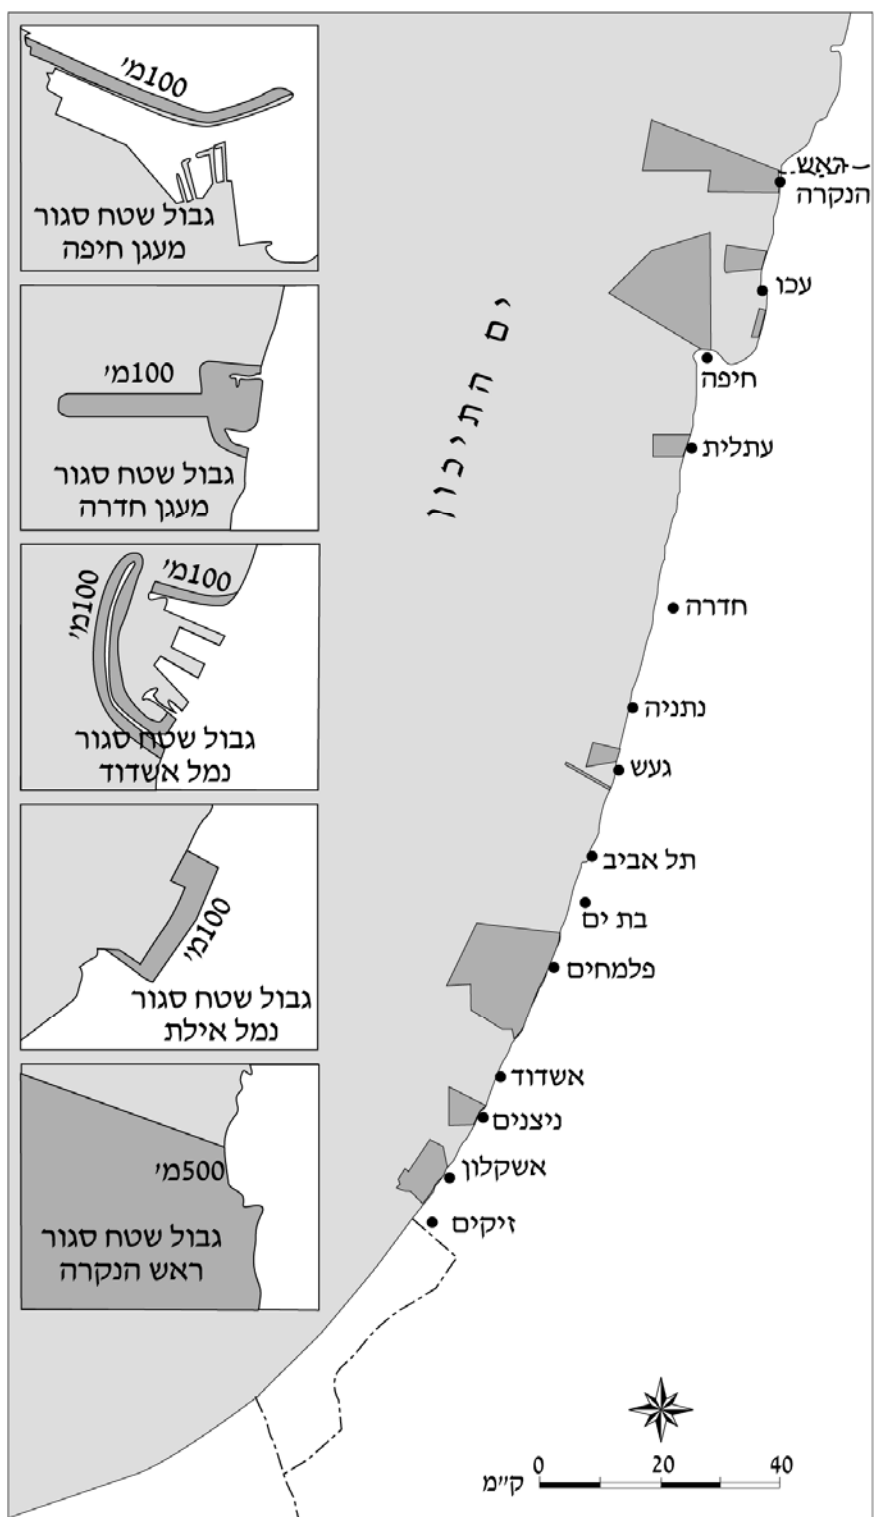 100מ'
גבול שטח סגור
מעגן חיפה
100מ'
גבול שטח סגור
מעגן חדרה
100מ'
100מ'
גבול שטח סגור
נמל אשדוד
100מ'
גבול שטח סגור
נמל אילת
500מ'
גבול שטח סגור
ראש הנקרה
ים התיכון
ראש
הנקרה
עכו
חיפה
עתלית
חדרה
נתניה
געש
תל אביב
בת ים
פלמחים
אשדוד
ניצנים
אשקלון
זיקים
0 20 40
ק"מ